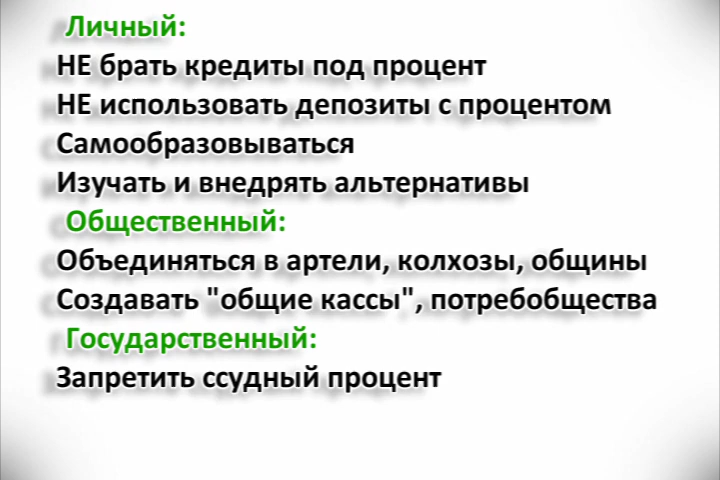 Личный:
НЕ брать кредиты под процент
НЕ использовать депозиты с процентом
Самообразовываться
Изучать и внедрять альтернативы
Общественный:
Объединяться в артели, колхозы, общины
Создавать "общие кассы", потребобщества
Государственный:
Запретить ссудный процент